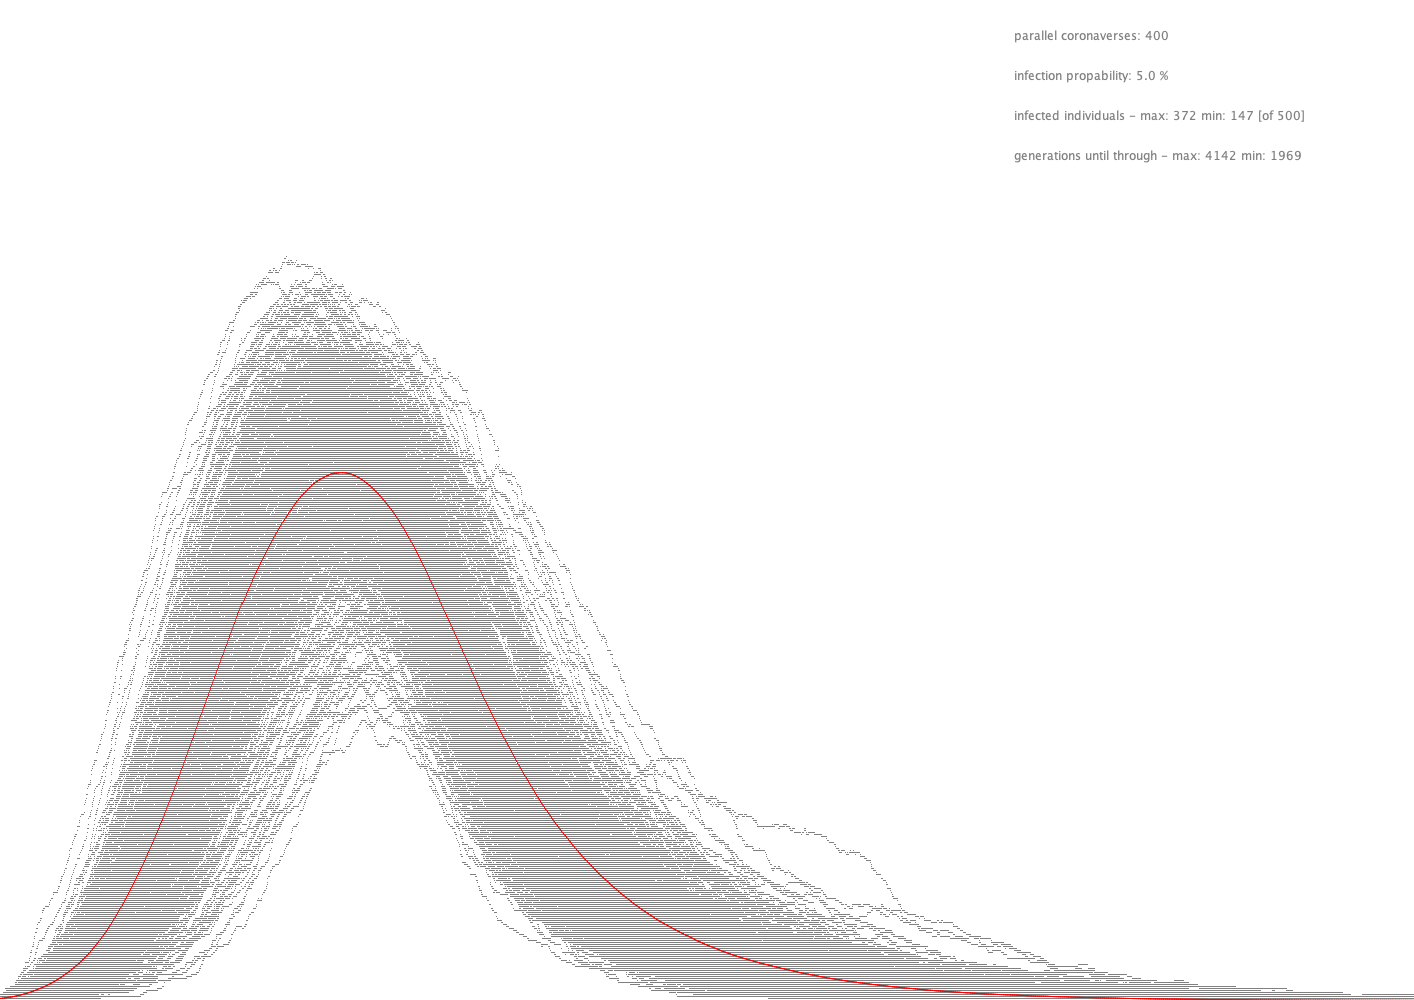 parallel coronaverses: 400
infection propability: 5.0 %
infected individuals – max: 372 min: 147 [of 500]
generations until through – max: 4142 min: 1969